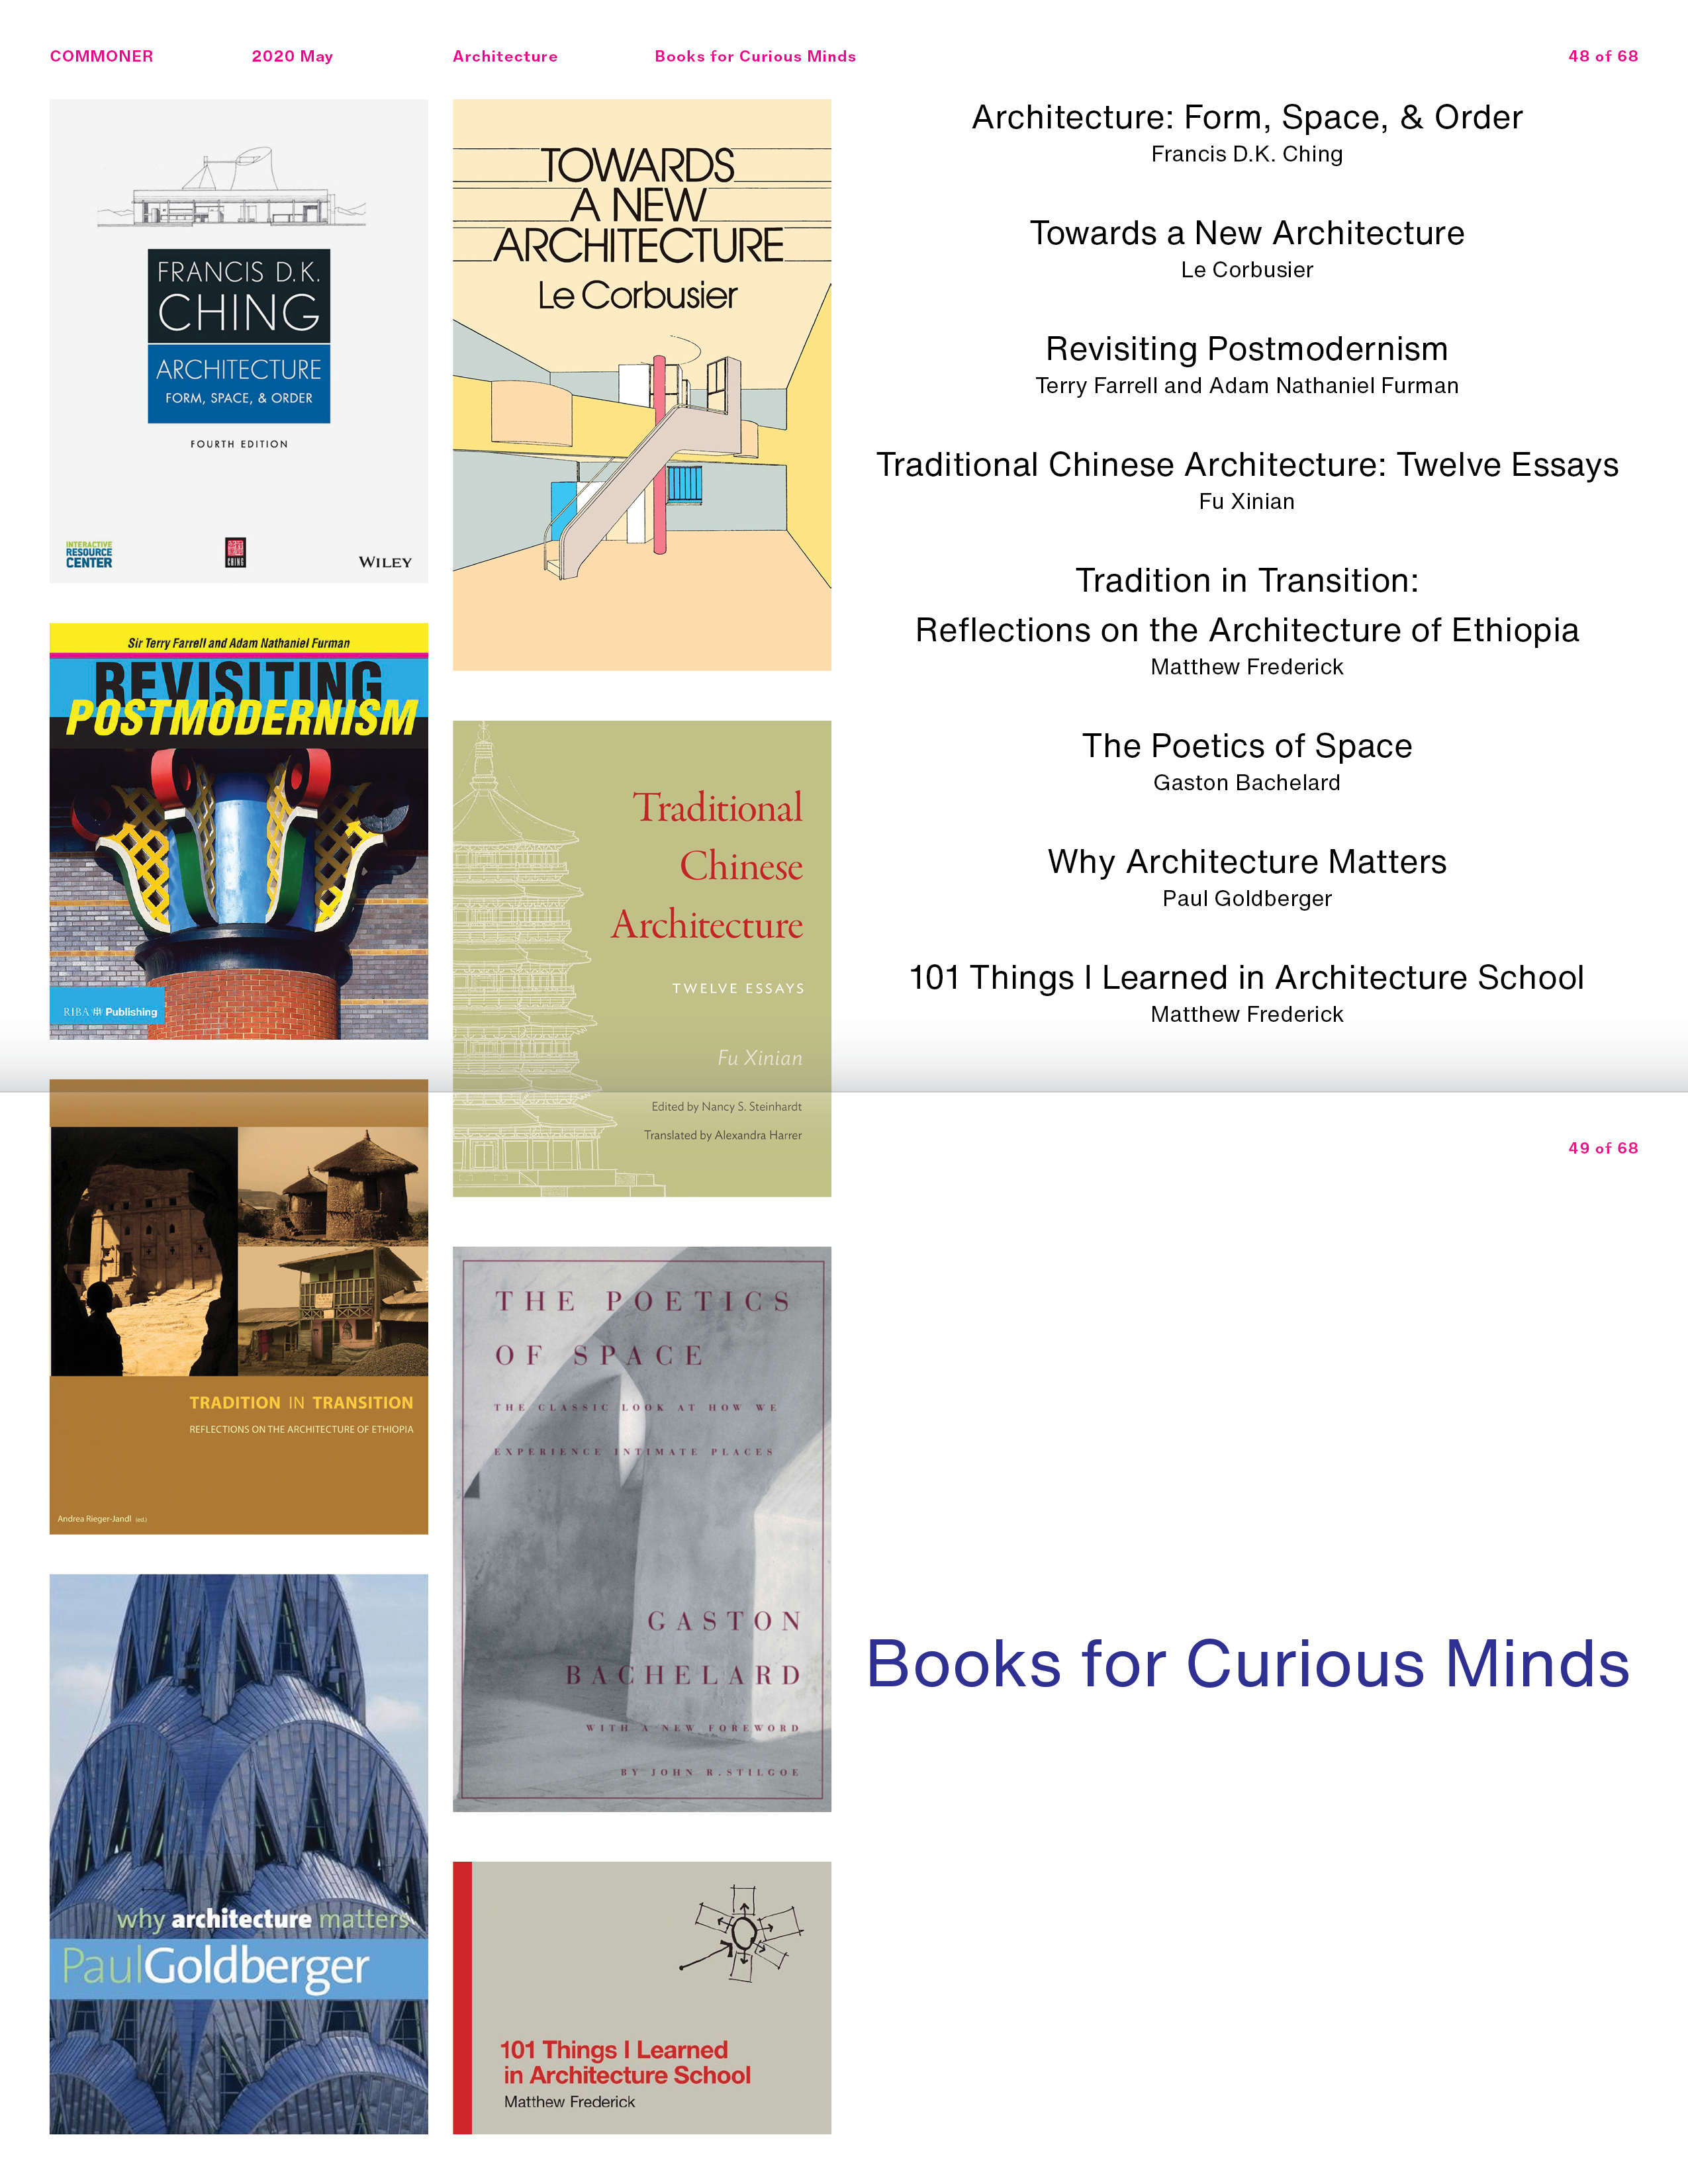 COMMONER
2020 May
Architecture
Books for Curious Minds
48 of 68
FRANCIS D.K.
CHING
ARCHITECTURE
FORM, SPACE, & ORDER
FOURTH EDITION
INTERACTIVE
RESOURCE
CENTER
CHING
WILEY
TOWARDS
A NEW
ARCHITECTURE
Le Corbusier
Sir Terry Farrell and Adam Nathaniel Furman
REVISITING
POSTMODERNISM
RIBA Publishing
Traditional
Chinese
Architecture
TWELVE ESSAYS
Fu Xinian
Edited by Nancy S. Steinhardt
Translated by Alexandra Harrer
TRADITION IN TRANSITION
REFLECTIONS ON THE ARCHITECTURE OF ETHIOPIA
Andrea Rieger-Jandl (ed.)
THE POETICS
OF SPACE
THE CLASSIC LOOK AT HOW WE
EXPERIENCE INTIMATE PLACES
GASTON
BACHELARD
WITH A NEW FOREWORD
BY JOHN R. STILGOE
why architecture matters
PaulGoldberger
101 Things I Learned
in Architecture School
Matthew Frederick
Architecture: Form, Space, & Order
Francis D.K. Ching
Towards a New Architecture
Le Corbusier
Revisiting Postmodernism
Terry Farrell and Adam Nathaniel Furman
Traditional Chinese Architecture: Twelve Essays
Fu Xinian
Tradition in Transition:
Reflections on the Architecture of Ethiopia
Matthew Frederick
The Poetics of Space
Gaston Bachelard
Why Architecture Matters
Paul Goldberger
101 Things I Learned in Architecture School
Matthew Frederick
49 of 68
Books for Curious Minds